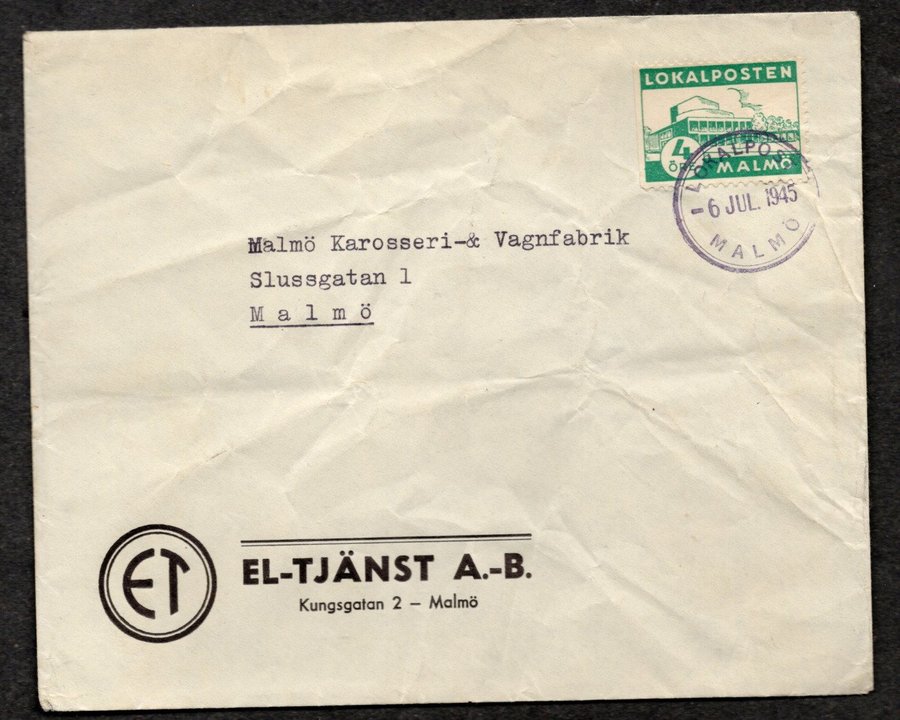 LOKALPOSTEN
4
ÖRE
MALMÖ
LOKALPOST
- 6 JUL. 1945
MALMÖ
Malmö Karosseri-& Vagnfabrik
Slussgatan 1
Malmö
ET
EL-TJÄNST A.-B.
Kungsgatan 2 – Malmö